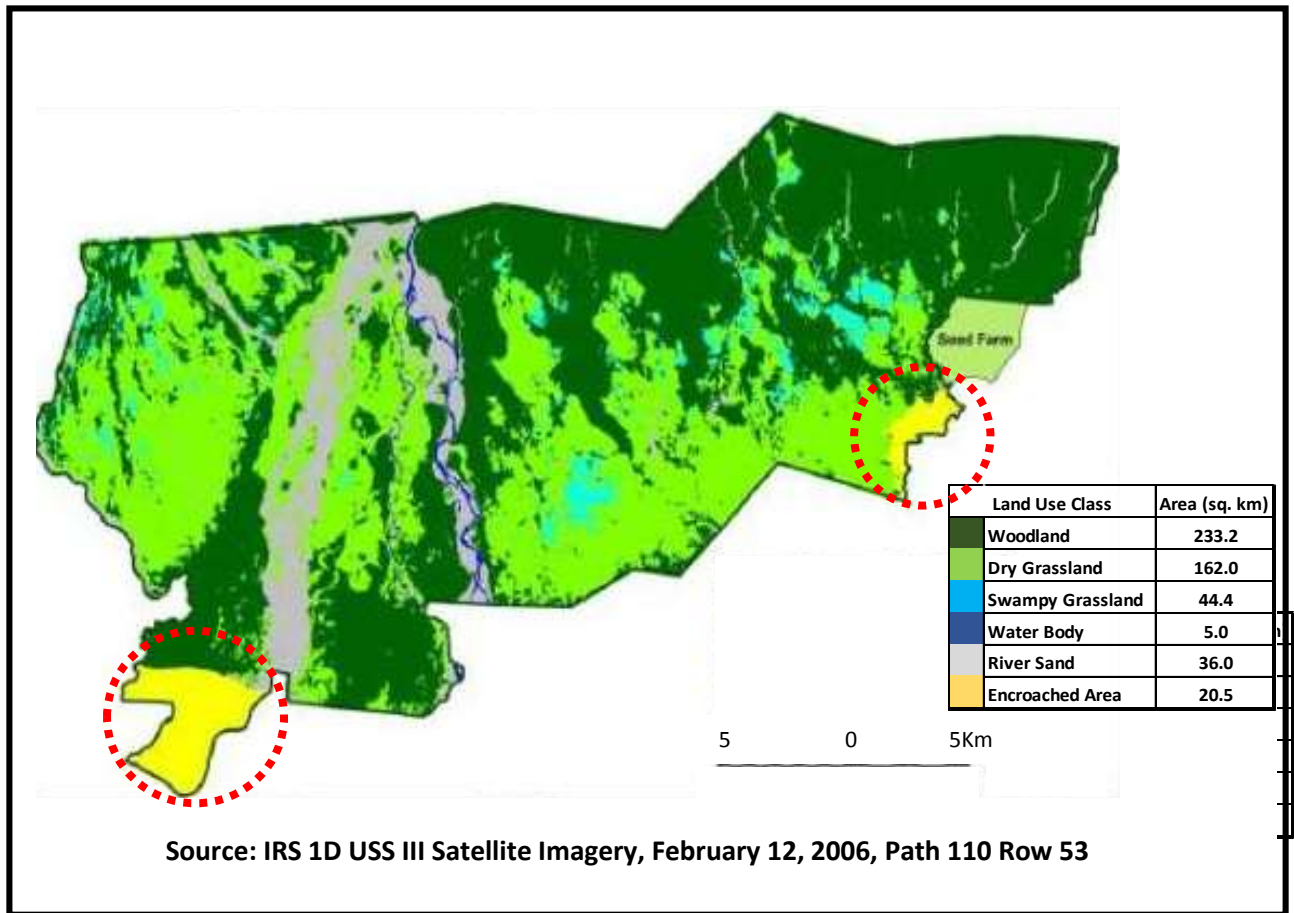 Seed Farm
Land Use Class Area (sq. km)
Woodland 233.2
Dry Grassland 162.0
Swampy Grassland 44.4
Water Body 5.0
River Sand 36.0
Encroached Area 20.5
5 0 5Km
Source: IRS 1D USS III Satellite Imagery, February 12, 2006, Path 110 Row 53